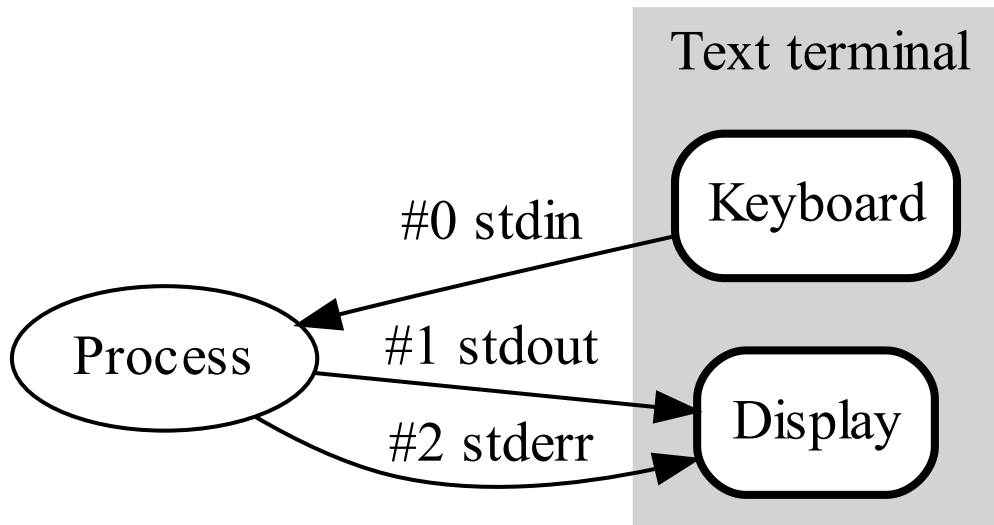 Text terminal
Keyboard
#0 stdin
Process
#1 stdout
Display
#2 stderr